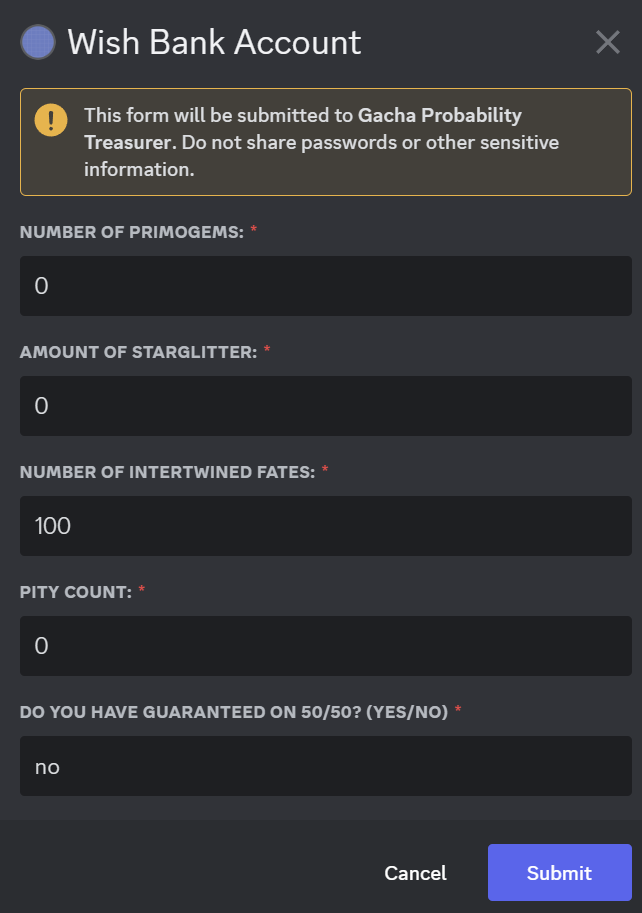 Wish Bank Account
This form will be submitted to Gacha Probability
Treasurer. Do not share passwords or other sensitive
information.
NUMBER OF PRIMOGEMS: *
0
AMOUNT OF STARGLITTER: *
0
NUMBER OF INTERTWINED FATES: *
100
PITY COUNT: *
0
DO YOU HAVE GUARANTEED ON 50/50? (YES/NO) *
no
Cancel
Submit